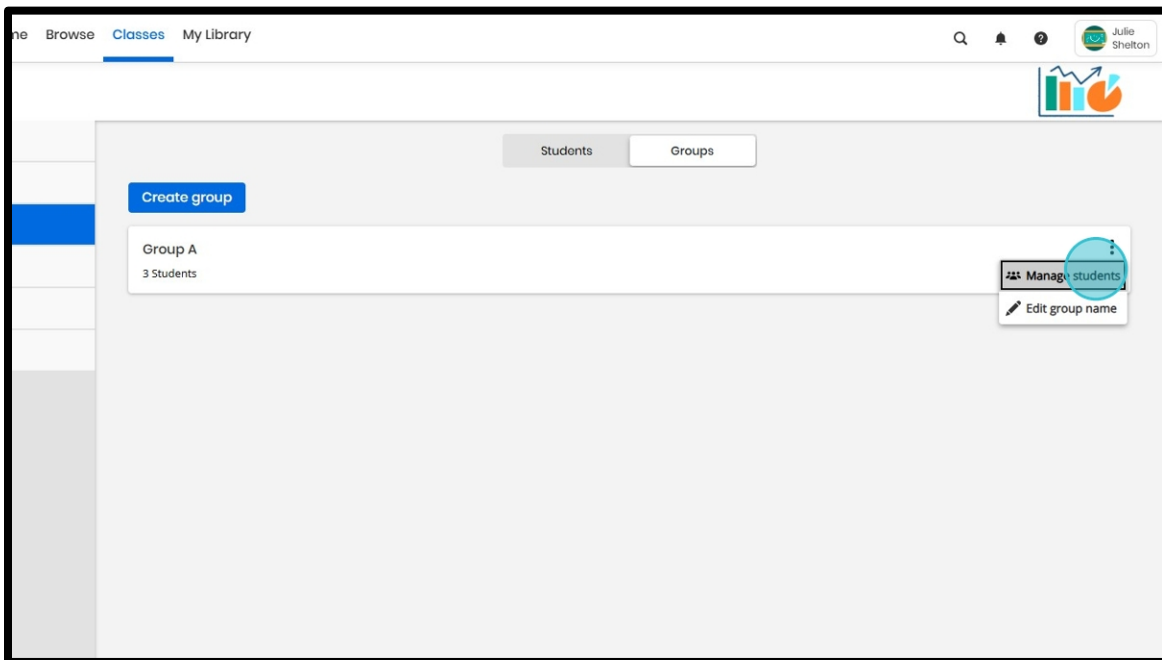 Browse Classes My Library
Julie
Shelton
Students Groups
Create group
Group A
3 Students
Manage students
Edit group name